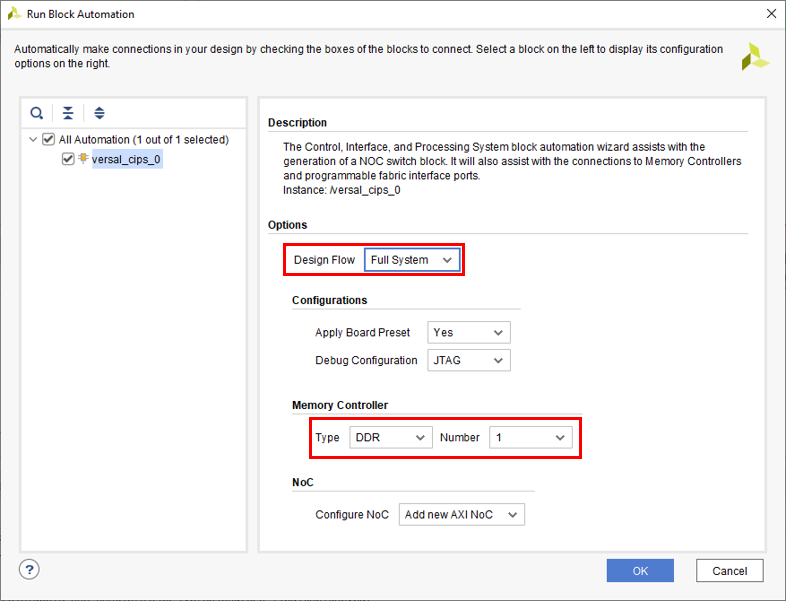 Run Block Automation
Automatically make connections in your design by checking the boxes of the blocks to connect. Select a block on the left to display its configuration
options on the right.
All Automation (1 out of 1 selected)
versal_cips_0
Description
The Control, Interface, and Processing System block automation wizard assists with the
generation of a NOC switch block. It will also assist with the connections to Memory Controllers
and programmable fabric interface ports.
Instance: /versal_cips_0
Options
Design Flow Full System
Configurations
Apply Board Preset Yes
Debug Configuration JTAG
Memory Controller
Type DDR Number 1
NoC
Configure NoC Add new AXI NoC
? OK Cancel